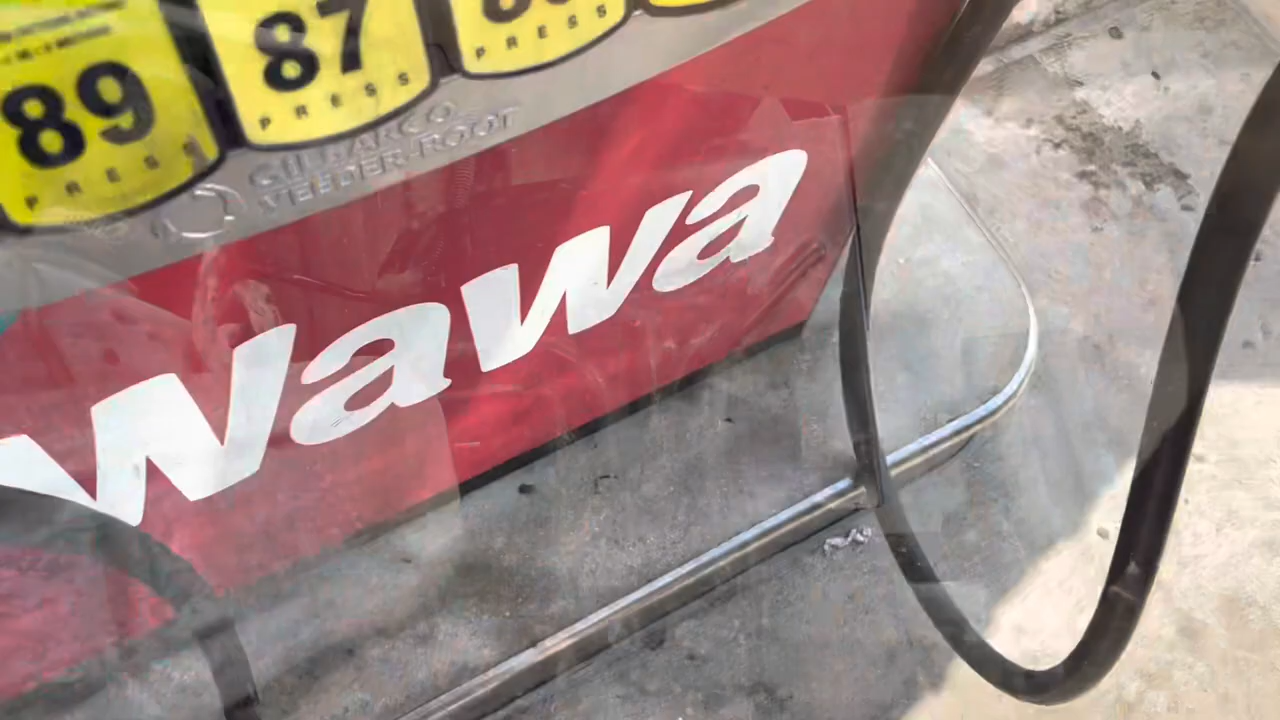 89
PRESS
87
PRESS
PRESS
GILBARCO
VEEDER-ROOT
Wawa